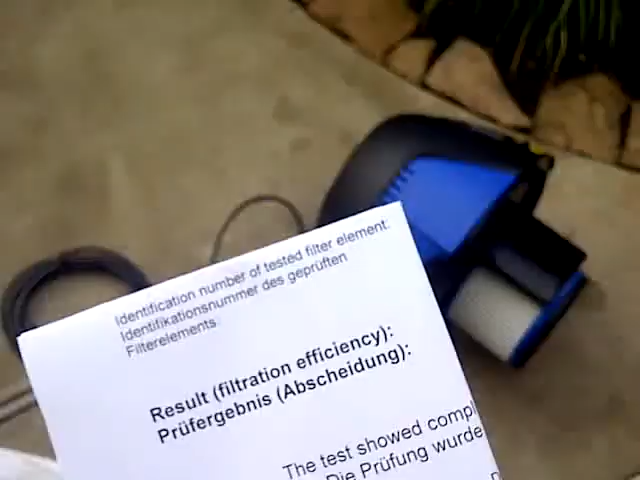 Identification number of tested filter element:
Identifikationsnummer des geprüften
Filterelements
Result (filtration efficiency):
Prüfergebnis (Abscheidung):
The test showed compl
Die Prüfung wurde